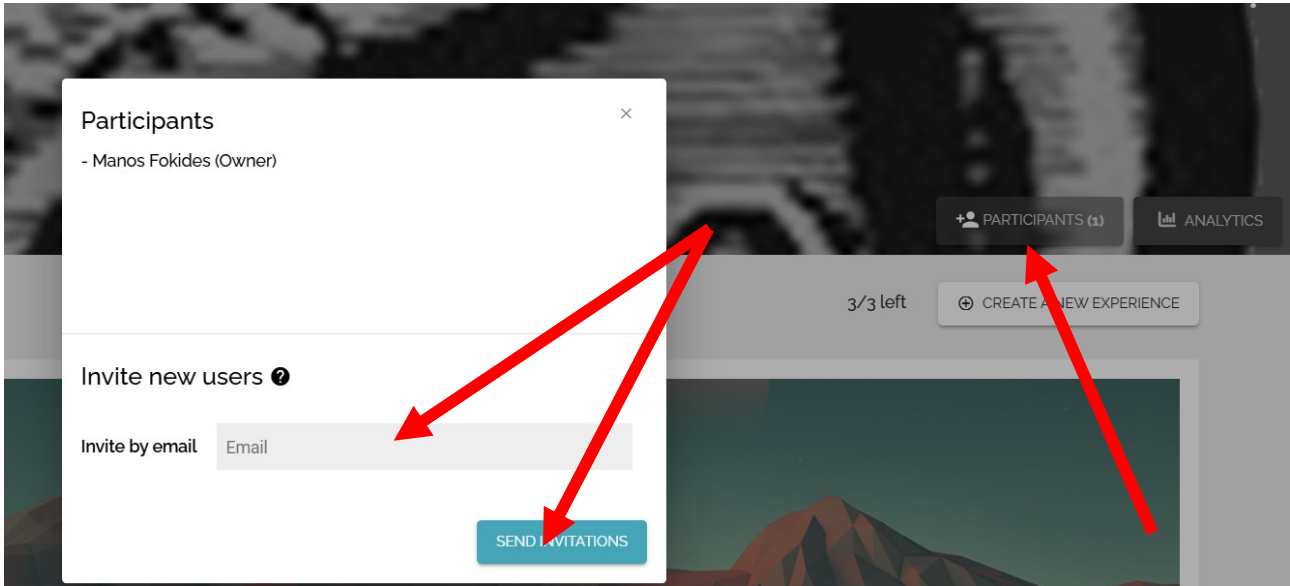 Participants
×
- Manos Fokides (Owner)
PARTICIPANTS (1)
ANALYTICS
3/3 left
CREATE A NEW EXPERIENCE
Invite new users ?
Invite by email
Email
SEND INVITATIONS